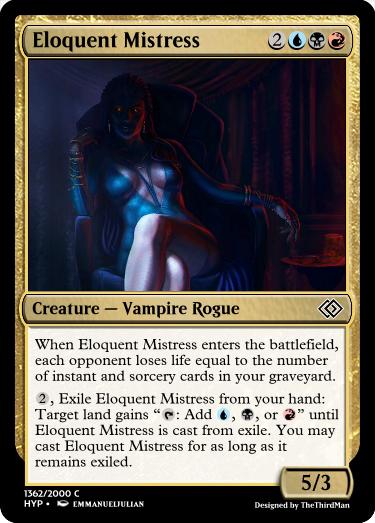 Eloquent Mistress 2
Creature — Vampire Rogue
When Eloquent Mistress enters the battlefield,
each opponent loses life equal to the number
of instant and sorcery cards in your graveyard.
2, Exile Eloquent Mistress from your hand:
Target land gains “: Add , , or ” until
Eloquent Mistress is cast from exile. You may
cast Eloquent Mistress for as long as it
remains exiled.
5/3
1362/2000 C
HYP • EMMANUELJULIAN
Designed by TheThirdMan